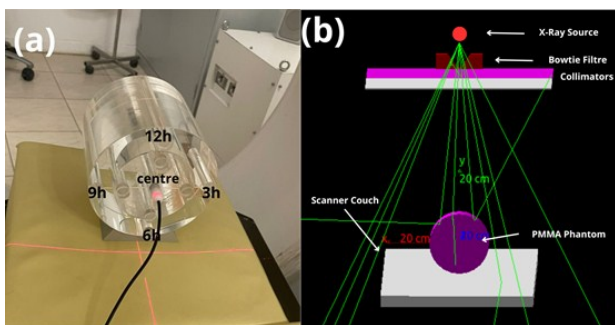 (a)
12h
centre
9h
3h
6h
(b)
X-Ray Source
Bowtie Filtre
Collimators
y
20 cm
Scanner Couch
20 cm
PMMA Phantom